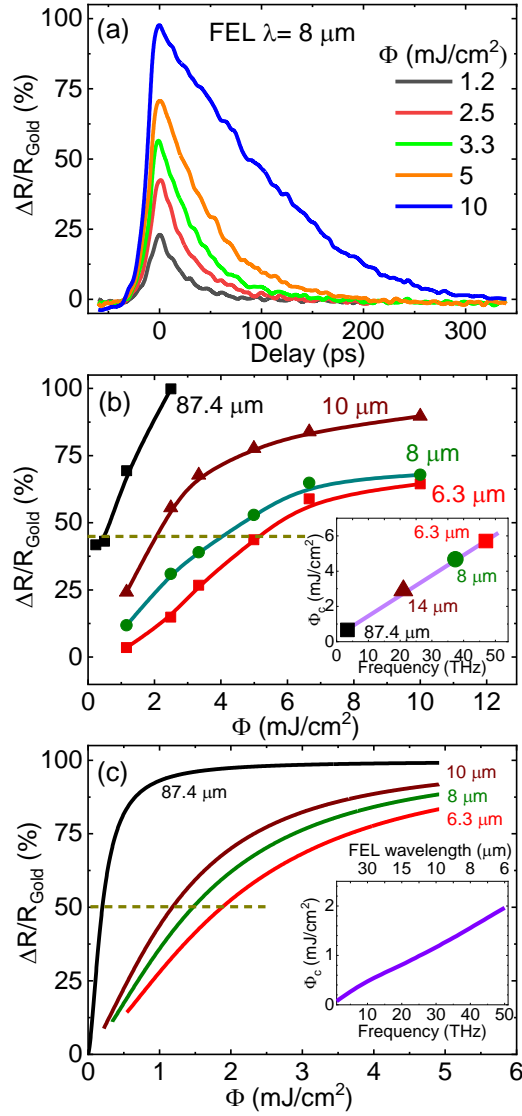 (a)
FEL λ= 8 μm
Φ (mJ/cm²)
1.2
2.5
3.3
5
10
100
75
50
25
0
ΔR/R_Gold (%)
0 100 200 300
Delay (ps)
(b)
87.4 μm
10 μm
8 μm
6.3 μm
100
75
50
25
0
ΔR/R_Gold (%)
6.3 μm
8 μm
14 μm
87.4 μm
6
4
2
0
Φ_c (mJ/cm²)
0 10 20 30 40 50
Frequency (THz)
0 2 4 6 8 10 12
Φ (mJ/cm²)
(c)
87.4 μm
10 μm
8 μm
6.3 μm
100
75
50
25
0
ΔR/R_Gold (%)
FEL wavelength (μm)
30 15 10 8 6
2
1
0
Φ_c (mJ/cm²)
10 20 30 40 50
Frequency (THz)
0 1 2 3 4 5 6
Φ (mJ/cm²)